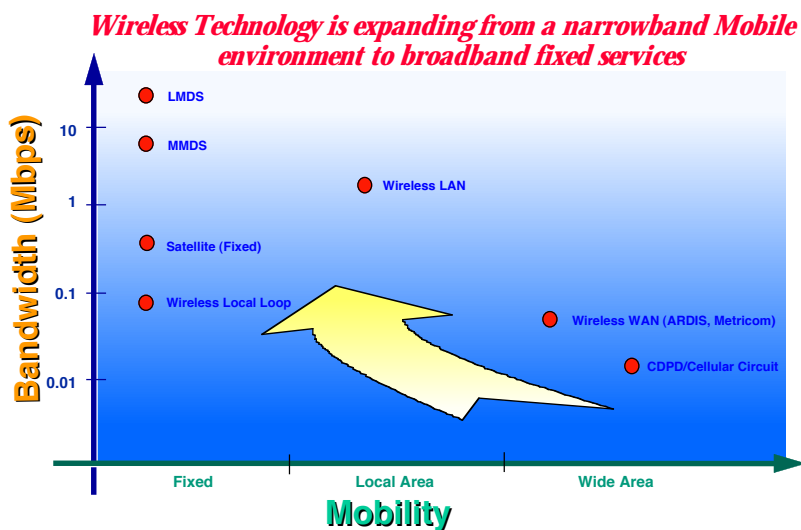 Wireless Technology is expanding from a narrowband Mobile
environment to broadband fixed services
Bandwidth (Mbps)
10
1
0.1
0.01
LMDS
MMDS
Wireless LAN
Satellite (Fixed)
Wireless Local Loop
Wireless WAN (ARDIS, Metricom)
CDPD/Cellular Circuit
Fixed
Local Area
Wide Area
Mobility